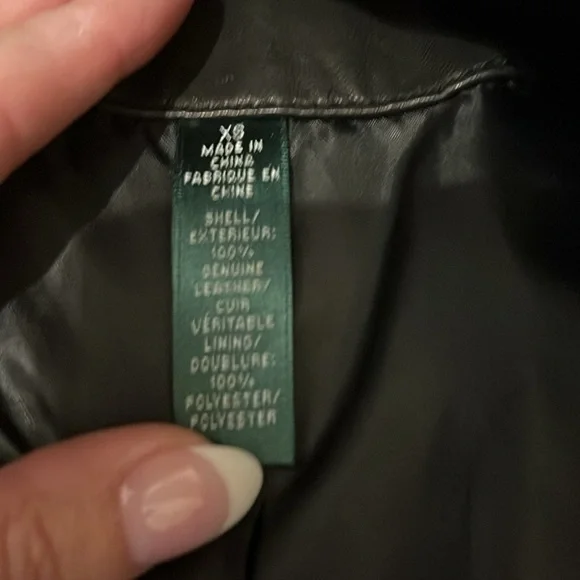 XS
MADE IN
CHINA
FABRIQUE EN
CHINE
SHELL/
EXTERIEUR:
100%
GENUINE
LEATHER/
CUIR
VÉRITABLE
LINING/
DOUBLURE:
100%
POLYESTER/
POLYESTER